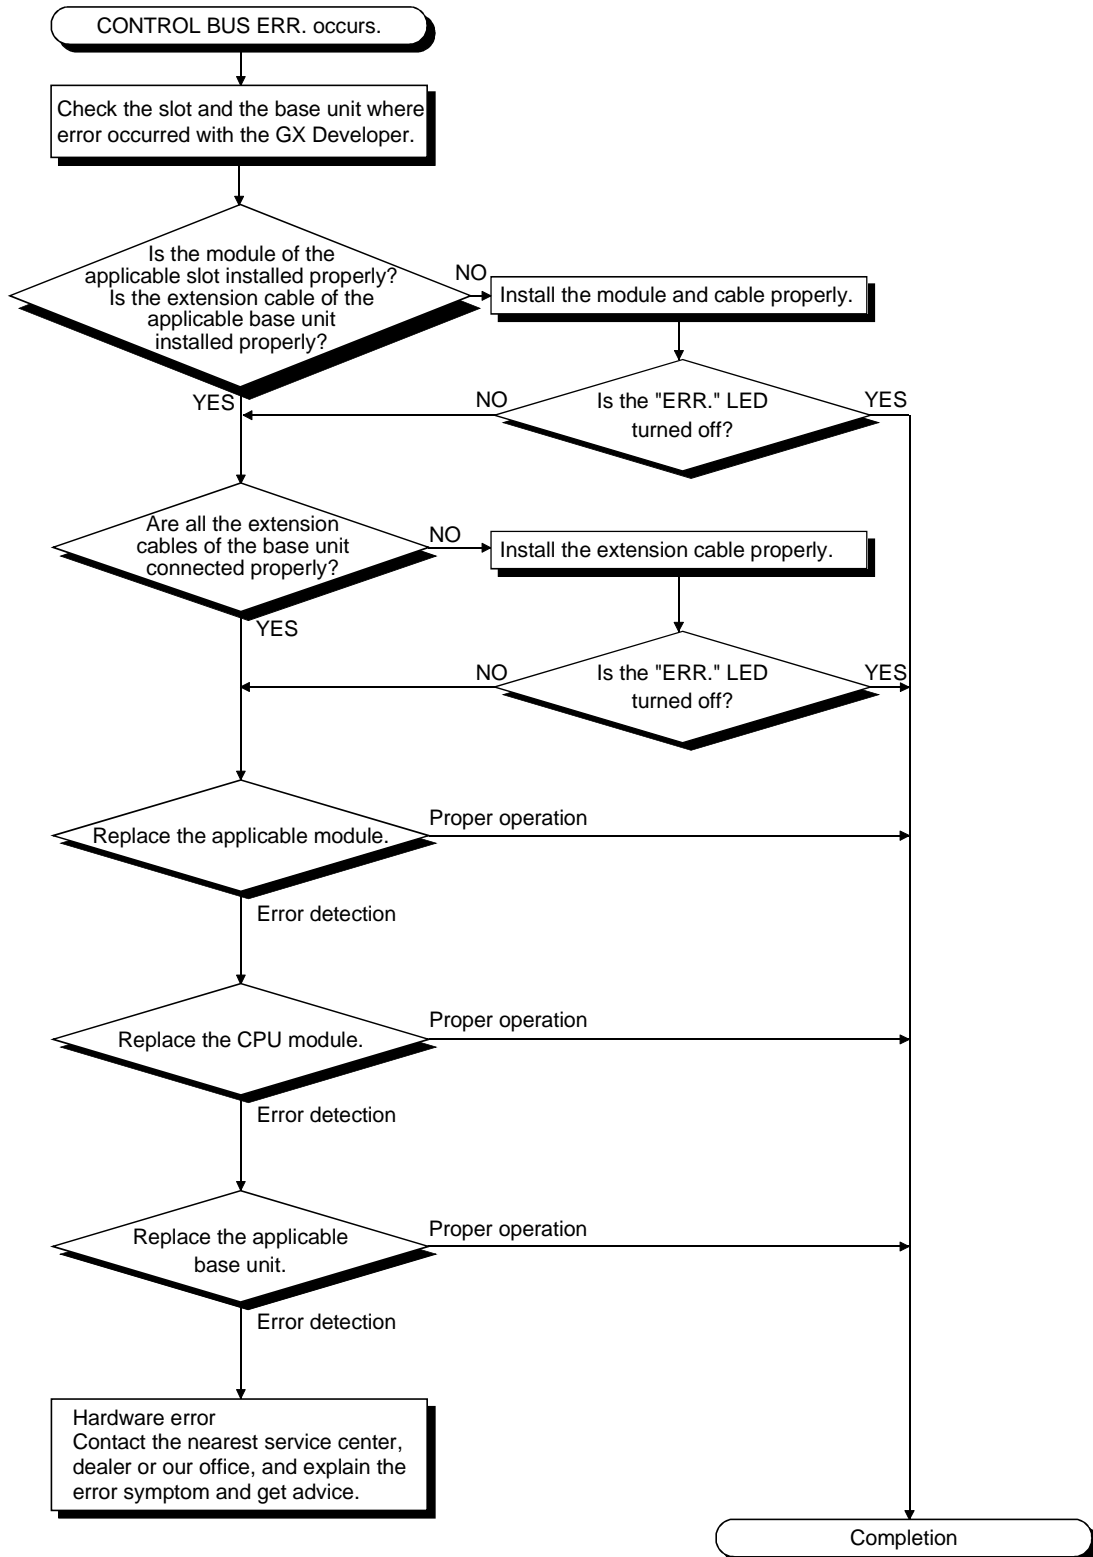 CONTROL BUS ERR. occurs.
Check the slot and the base unit where
error occurred with the GX Developer.
Is the module of the
applicable slot installed properly?
Is the extension cable of the
applicable base unit
installed properly?
NO
Install the module and cable properly.
YES
NO
Is the "ERR." LED
turned off?
YES
Are all the extension
cables of the base unit
connected properly?
NO
Install the extension cable properly.
YES
NO
Is the "ERR." LED
turned off?
YES
Replace the applicable module.
Proper operation
Error detection
Replace the CPU module.
Proper operation
Error detection
Replace the applicable
base unit.
Proper operation
Error detection
Hardware error
Contact the nearest service center,
dealer or our office, and explain the
error symptom and get advice.
Completion